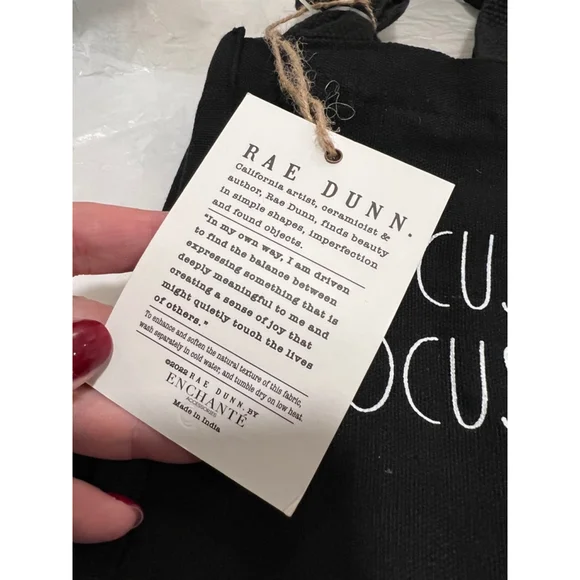 RAE DUNN.
California artist, ceramicist &
author, Rae Dunn, finds beauty
in simple shapes, imperfection
and found objects.
"In my own way, I am driven
to find the balance between
expressing something that is
deeply meaningful to me and
creating a sense of joy that
might quietly touch the lives
of others."
To enhance and soften the natural texture of this fabric,
wash separately in cold water, and tumble dry on low heat.
©2022 RAE DUNN. BY
ENCHANTÉ
ACCESSORIES
Made in India
CUS
OCUS